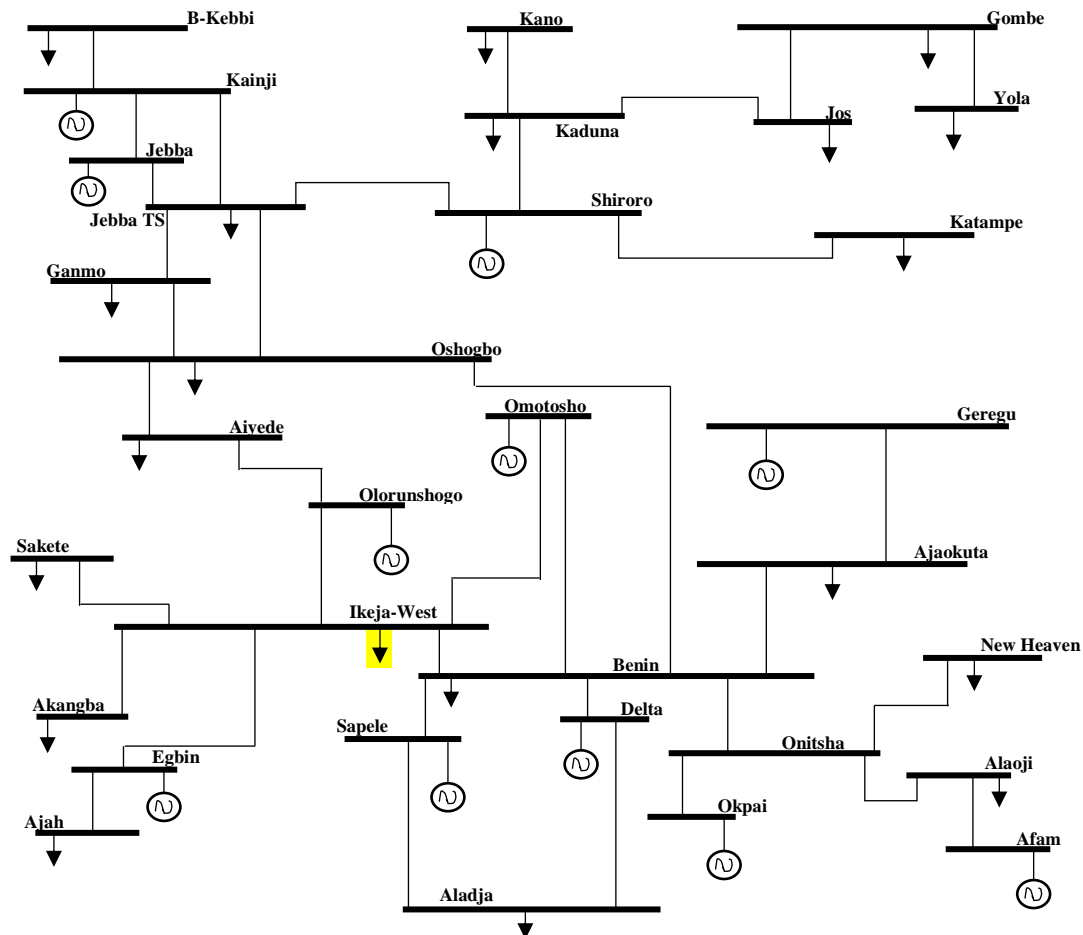 B-Kebbi
Kano
Gombe
Kainji
Yola
Jos
Kaduna
Jebba
Shiroro
Jebba TS
Katampe
Ganmo
Oshogbo
Omotosho
Geregu
Aiyede
Olorunshogo
Sakete
Ajaokuta
Ikeja-West
New Heaven
Benin
Akangba
Delta
Sapele
Onitsha
Egbin
Alaoji
Okpai
Ajah
Afam
Aladja